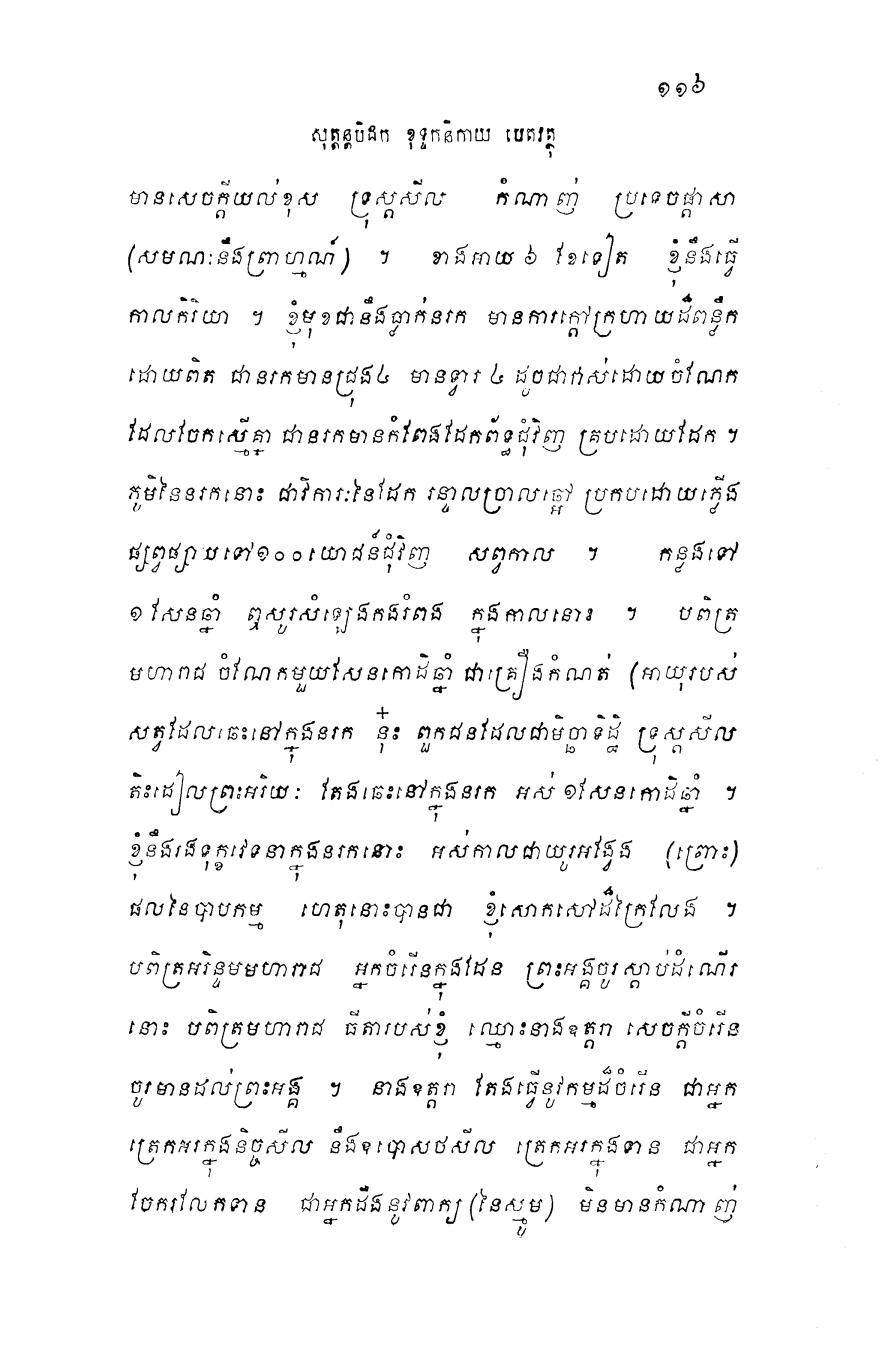 ១១៦
សុត្តន្តបិដក ខុទ្ទកនិកាយ បេតវត្ថុ
មានសេចក្តីយល់ខុស ទ្រុស្តសីល កំណាញ់ ប្រទេចផ្តាសា
(សមណៈនឹងព្រាហ្មណ៍) ។ ខាងអាយ ៦ ខែទៀត ខ្ញុំនឹងធ្វើ
កាលកិរិយា ។ ខ្ញុំមុខជានឹងធ្លាក់នរក មានការក្តៅក្រហាយដ៏ពន្លឹក
ដោយពិត ជានរកមានជ្រុង៤ មានទ្វារ ៤ ដូចជាក់ស់ដោយចំណែក
ដែលចែកស្មើគ្នា ជានរកមានកំពែងដែកព័ទ្ធជុំវិញ គ្របដោយដែក ។
ភូមិនៃនរកនោះ ជាវិការៈនៃដែក រន្ទាលច្រាលឆ្អៅ ប្រកបដោយភ្លើង
ផ្សព្វផ្សាយទៅ១០០យោជន៍ជុំវិញ សព្វកាល ។ កន្លងទៅ
១ សែនឆ្នាំ ឮសូរសំឡេងកងរំពង ក្នុងកាលនោះ ។ បពិត្រ
មហារាជ ចំណែកមួយសែនកោដិឆ្នាំ ជាគ្រឿងកំណត់ (អាយុរបស់
សត្វដែលឆេះនៅក្នុងនរក +នុ៎ះ ពួកជនដែលជាមិច្ឆាទិដ្ឋិ ទ្រុស្តសីល
តិះដៀលព្រះអរិយៈ តែងឆេះនៅក្នុងនរក អស់ ១សែនកោដិឆ្នាំ ។
ខ្ញុំនឹងរងទុក្ខវេទនាក្នុងនរកនោះ អស់កាលជាយូរអង្វែង (ព្រោះ)
ផលនៃបាបកម្ម ហេតុនោះបានជា ខ្ញុំសោកសៅដ៏ក្រៃលែង ។
បពិត្រអរិន្ទមមហារាជ អ្នកចំរើនក្នុងដែន ព្រះអង្គចូរស្តាប់ដំណើរ
នោះ បពិត្រមហារាជ ធីតារបស់ខ្ញុំ ឈ្មោះនាងឧត្តរា សេចក្តីចំរើន
ចូរមានដល់ព្រះអង្គ ។ នាងឧត្តរា តែងធ្វើនូវកម្មដ៏ចំរើន ជាអ្នក
ត្រេកអរក្នុងនិច្ចសីល នឹងឧបោសថសីល ត្រេកអរក្នុងទាន ជាអ្នក
ចែករលែកទាន ជាអ្នកដឹងនូវពាក្យ (នៃស្មូម) មិនមានកំណាញ់